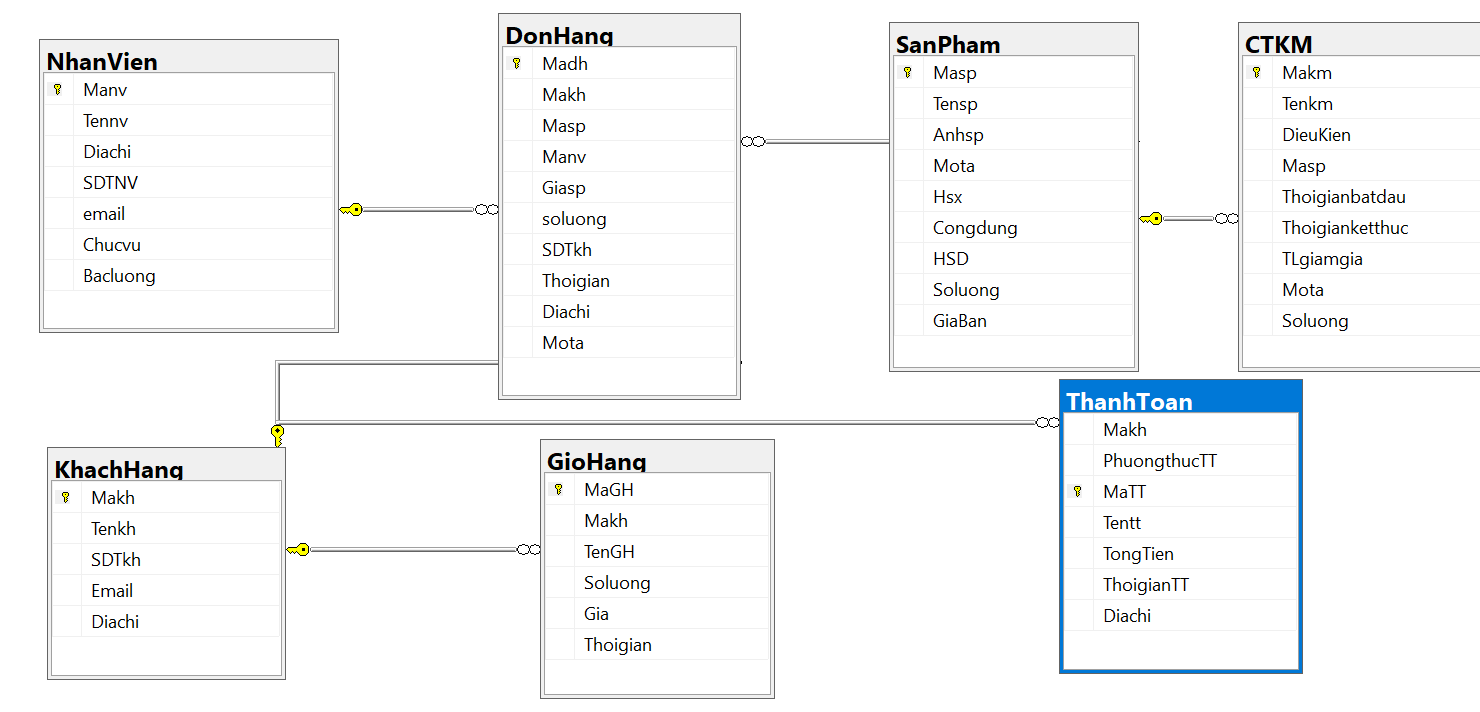 NhanVien
Manv
Tennv
Diachi
SDTNV
email
Chucvu
Bacluong
DonHang
Madh
Makh
Masp
Manv
Giasp
soluong
SDTkh
Thoigian
Diachi
Mota
SanPham
Masp
Tensp
Anhsp
Mota
Hsx
Congdung
HSD
Soluong
GiaBan
CTKM
Makm
Tenkm
DieuKien
Masp
Thoigianbatdau
Thoigianketthuc
TLgiamgia
Mota
Soluong
KhachHang
Makh
Tenkh
SDTkh
Email
Diachi
GioHang
MaGH
Makh
TenGH
Soluong
Gia
Thoigian
ThanhToan
Makh
PhuongthucTT
MaTT
Tentt
TongTien
ThoigianTT
Diachi